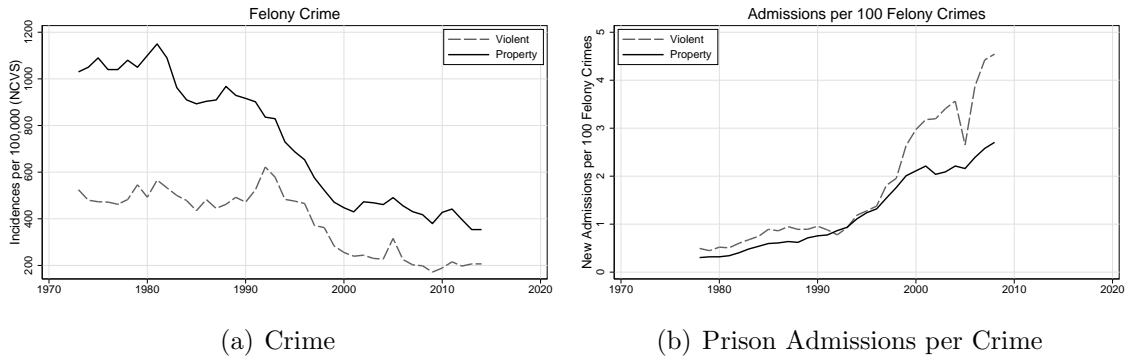 Felony Crime
Incidences per 100,000 (NCVS)
1200
1000
800
600
400
200
Violent
Property
1970
1980
1990
2000
2010
2020
(a) Crime
Admissions per 100 Felony Crimes
New Admissions per 100 Felony Crimes
5
4
3
2
1
0
Violent
Property
1970
1980
1990
2000
2010
2020
(b) Prison Admissions per Crime